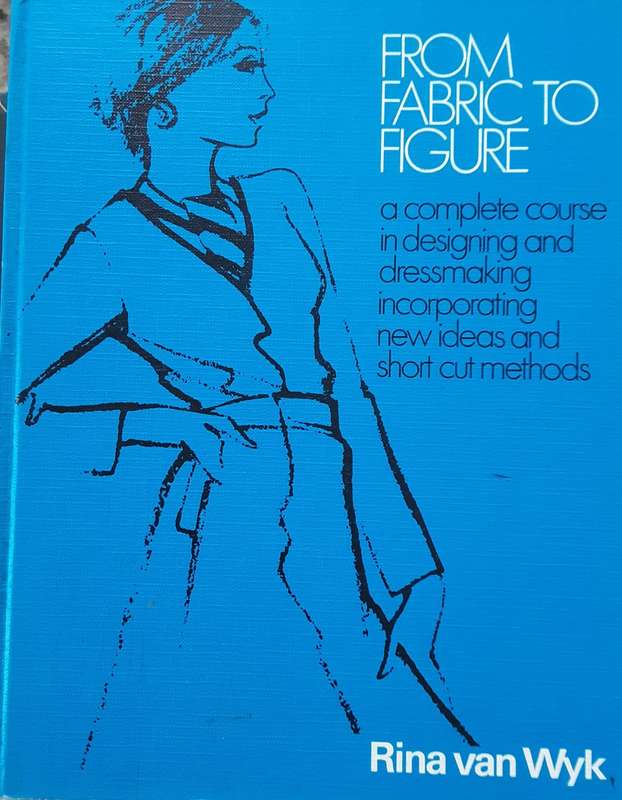 FROM
FABRIC TO
FIGURE
a complete course
in designing and
dressmaking
incorporating
new ideas and
short cut methods
Rina van Wyk